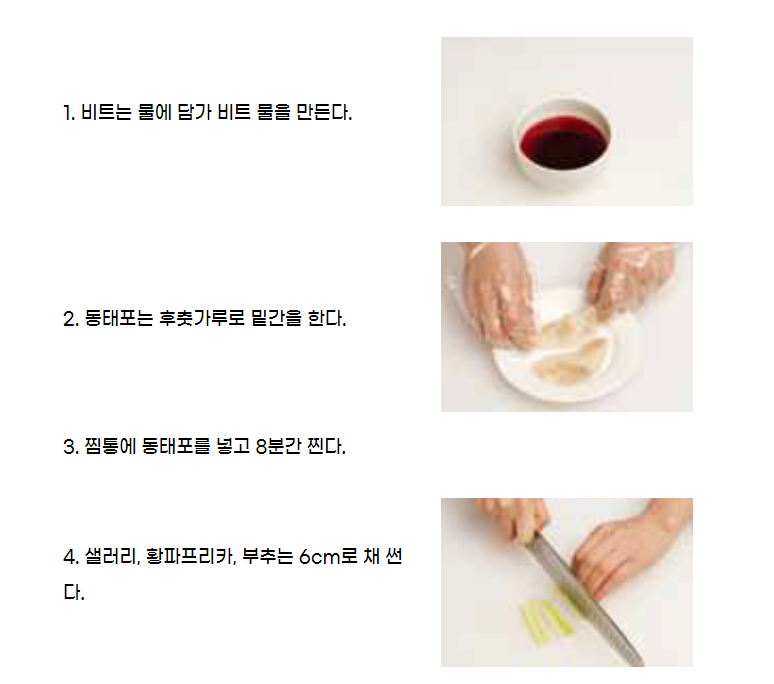 1. 비트는 물에 담가 비트 물을 만든다.
2. 동태포는 후춧가루로 밑간을 한다.
3. 찜통에 동태포를 넣고 8분간 찐다.
4. 샐러리, 황파프리카, 부추는 6cm로 채 썬
다.